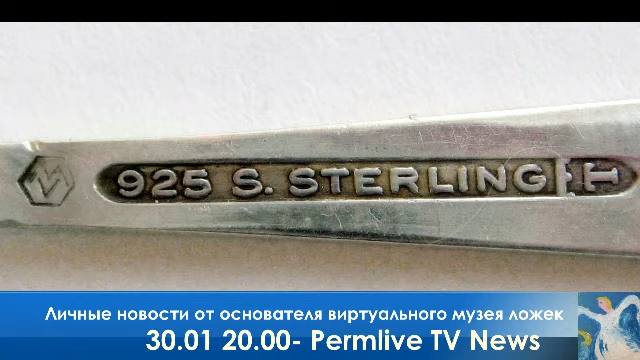 925 S. STERLING
Личные новости от основателя виртуального музея ложек
30.01 20.00- Permlive TV News